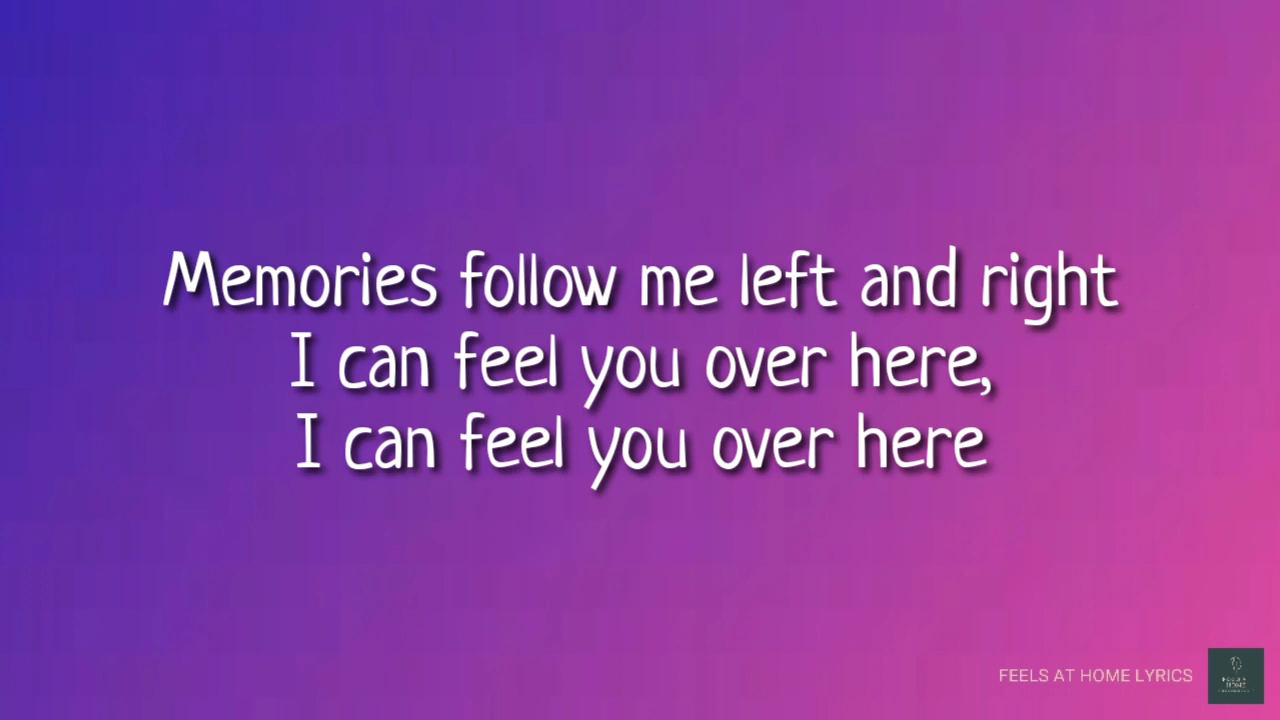 Memories follow me left and right
I can feel you over here,
I can feel you over here
FEELS AT HOME LYRICS